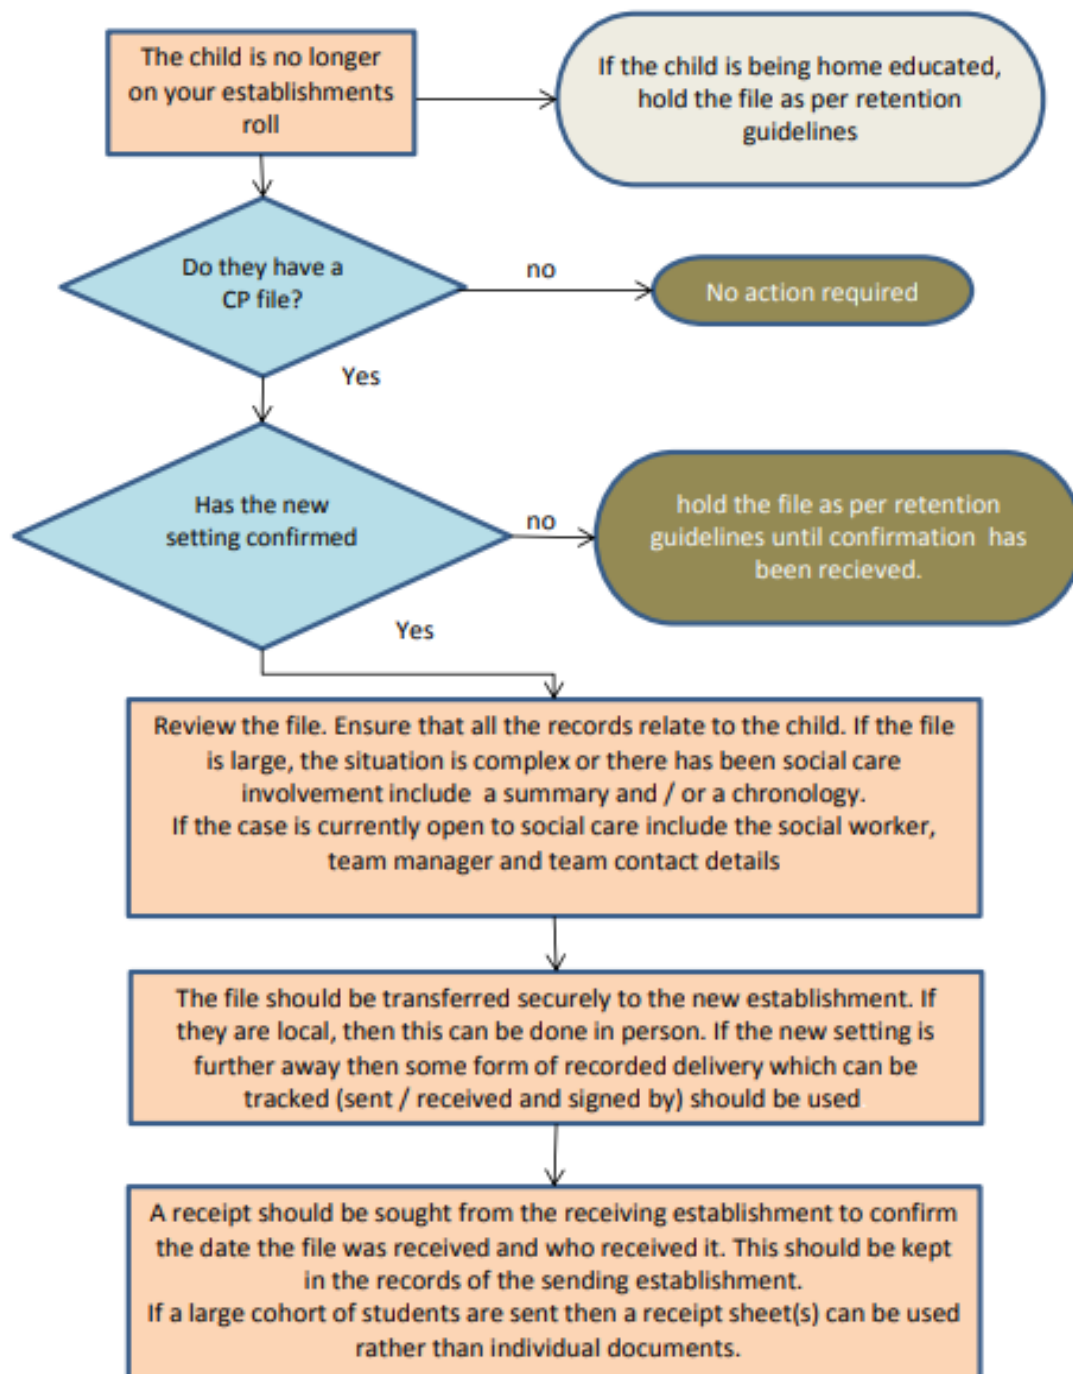 The child is no longer
on your establishments
roll
If the child is being home educated,
hold the file as per retention
guidelines
Do they have a
CP file?
no
No action required
Yes
Has the new
setting confirmed
no
hold the file as per retention
guidelines until confirmation has
been recieved.
Yes
Review the file. Ensure that all the records relate to the child. If the file
is large, the situation is complex or there has been social care
involvement include a summary and / or a chronology.
If the case is currently open to social care include the social worker,
team manager and team contact details
The file should be transferred securely to the new establishment. If
they are local, then this can be done in person. If the new setting is
further away then some form of recorded delivery which can be
tracked (sent / received and signed by) should be used
A receipt should be sought from the receiving establishment to confirm
the date the file was received and who received it. This should be kept
in the records of the sending establishment.
If a large cohort of students are sent then a receipt sheet(s) can be used
rather than individual documents.